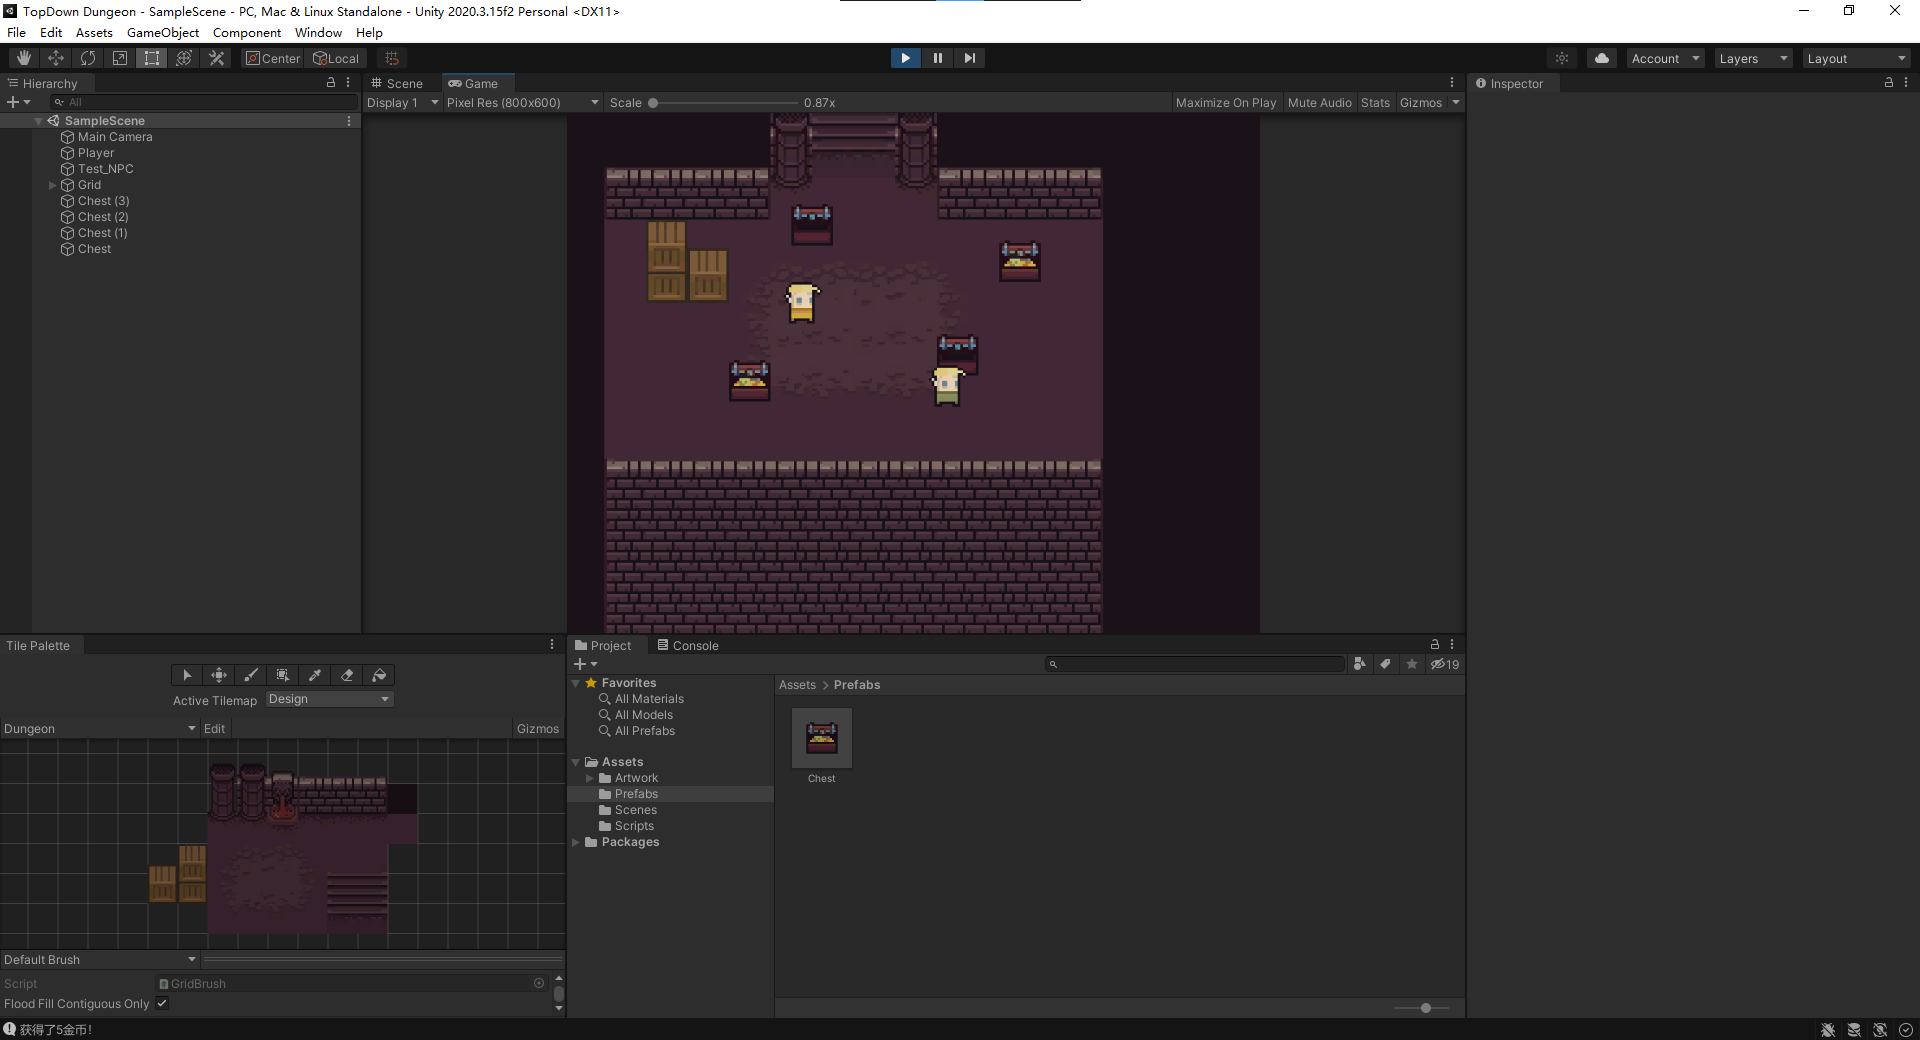 TopDown Dungeon - SampleScene - PC, Mac & Linux Standalone - Unity 2020.3.15f2 Personal <DX11>
File Edit Assets GameObject Component Window Help
Center Local Account Layers Layout
Hierarchy Scene Game Inspector
All Display 1 Pixel Res (800x600) Scale 0.87x Maximize On Play Mute Audio Stats Gizmos
SampleScene
Main Camera
Player
Test_NPC
Grid
Chest (3)
Chest (2)
Chest (1)
Chest
Tile Palette
Active Tilemap Design
Dungeon Edit Gizmos
Default Brush
Script GridBrush
Flood Fill Contiguous Only
Project Console
19
Favorites
All Materials
All Models
All Prefabs
Assets
Artwork
Prefabs
Scenes
Scripts
Packages
Assets > Prefabs
Chest
获得了5金币!